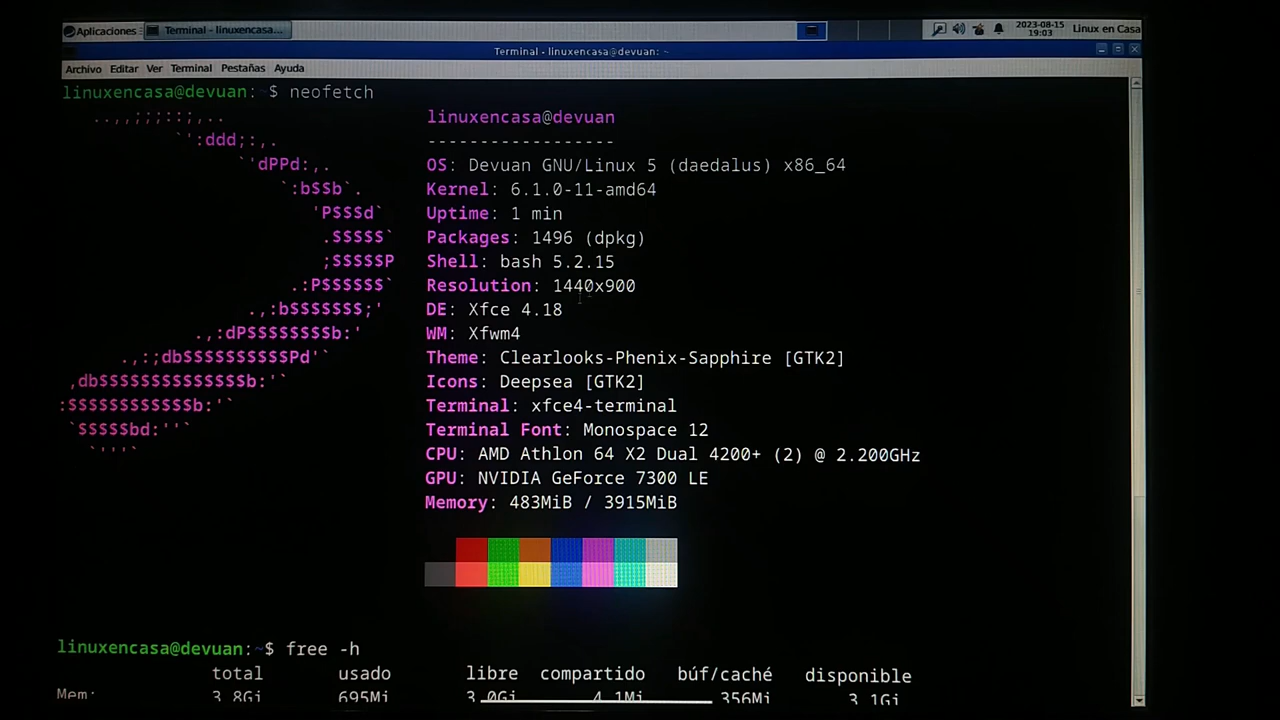 Aplicaciones
Terminal - linuxencasa...
2023-08-15
19:03
Linux en Casa
Terminal - linuxencasa@devuan: ~
Archivo Editar Ver Terminal Pestañas Ayuda
linuxencasa@devuan:~$ neofetch
linuxencasa@devuan
------------------
OS: Devuan GNU/Linux 5 (daedalus) x86_64
Kernel: 6.1.0-11-amd64
Uptime: 1 min
Packages: 1496 (dpkg)
Shell: bash 5.2.15
Resolution: 1440x900
DE: Xfce 4.18
WM: Xfwm4
Theme: Clearlooks-Phenix-Sapphire [GTK2]
Icons: Deepsea [GTK2]
Terminal: xfce4-terminal
Terminal Font: Monospace 12
CPU: AMD Athlon 64 X2 Dual 4200+ (2) @ 2.200GHz
GPU: NVIDIA GeForce 7300 LE
Memory: 483MiB / 3915MiB
linuxencasa@devuan:~$ free -h
total usado libre compartido búf/caché disponible
Mem: 3.8Gi 695Mi 3.0Gi 4.1Mi 356Mi 3.1Gi